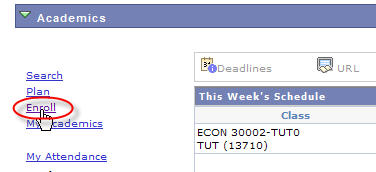 Academics
Search
Plan
Enroll
My Academics
My Attendance
Deadlines
URL
This Week's Schedule
Class
ECON 30002-TUT0
TUT (13710)